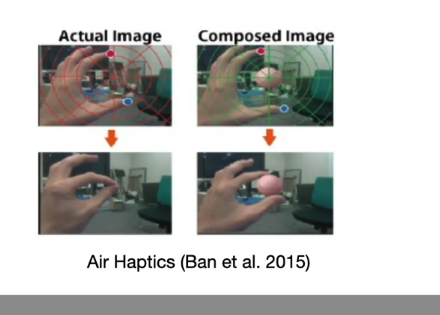 Actual Image
Composed Image
Air Haptics (Ban et al. 2015)